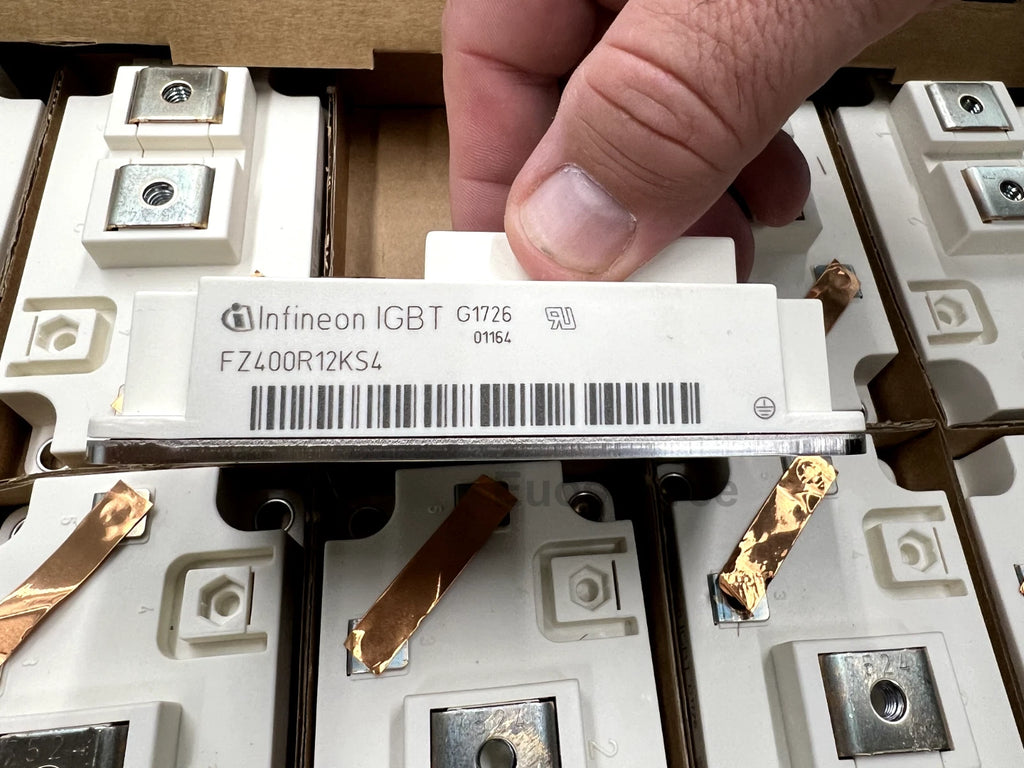 Infineon IGBT G1726
01164
FZ400R12KS4